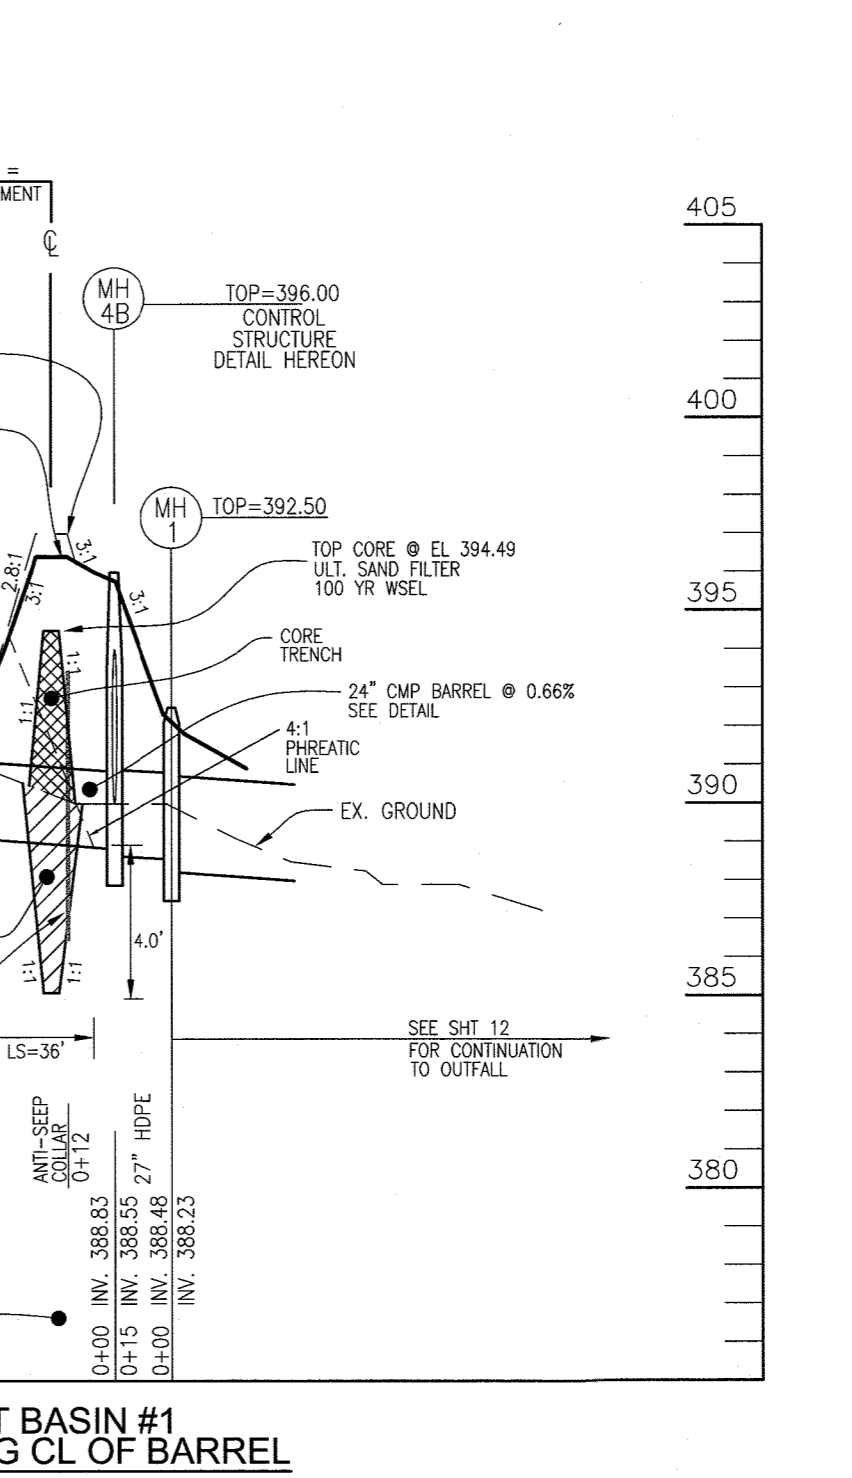 =
MENT
℄
405
MH
4B
TOP=396.00
CONTROL
STRUCTURE
DETAIL HEREON
400
MH
1
TOP=392.50
3:1
2.8:1
3:1
3:1
TOP CORE @ EL 394.49
ULT. SAND FILTER
100 YR WSEL
395
CORE
TRENCH
1:1
1:1
24" CMP BARREL @ 0.66%
SEE DETAIL
4:1
PHREATIC
LINE
390
EX. GROUND
4.0'
1:1
1:1
385
SEE SHT 12
FOR CONTINUATION
TO OUTFALL
LS=36'
ANTI-SEEP
COLLAR
0+12
27" HDPE
380
0+00 INV. 388.83
0+15 INV. 388.55
0+00 INV. 388.48
INV. 388.23
T BASIN #1
G CL OF BARREL